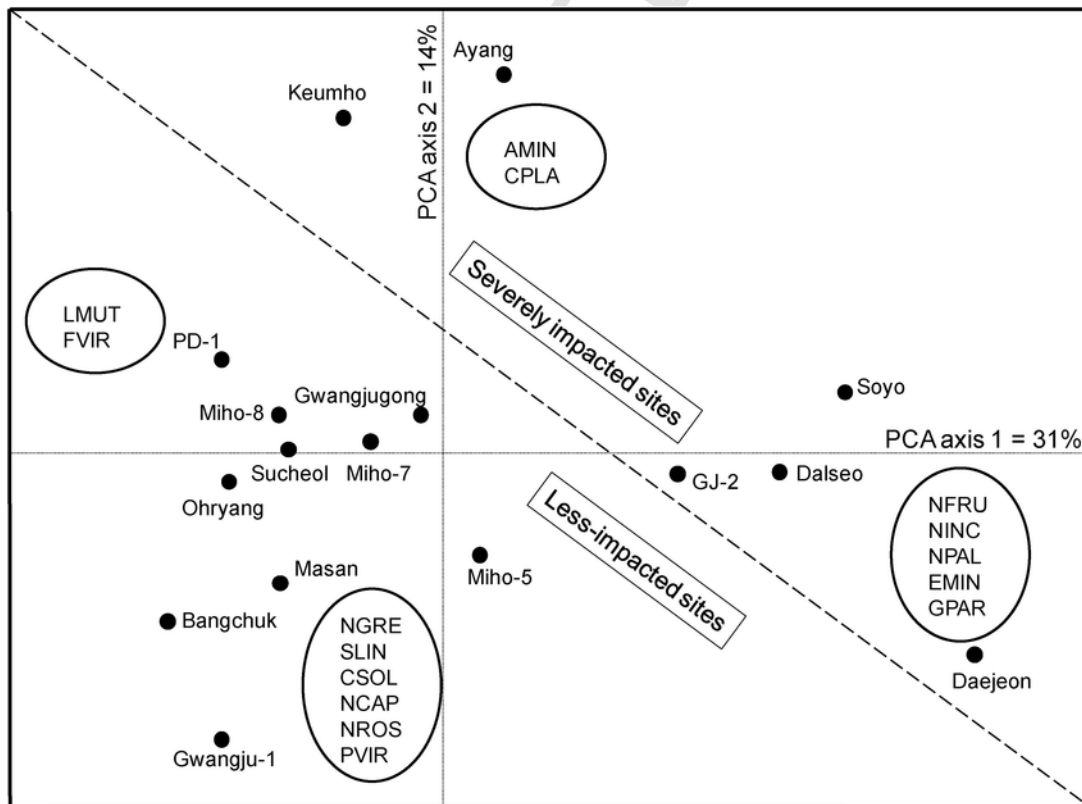 Ayang
Keumho
PCA axis 2 = 14%
AMIN
CPLA
LMUT
FVIR
PD-1
Severely impacted sites
Miho-8
Gwangjugong
Soyo
PCA axis 1 = 31%
Sucheol
Miho-7
Ohryang
GJ-2
Dalseo
Less-impacted sites
NFRU
NINC
NPAL
EMIN
GPAR
Masan
Miho-5
Bangchuk
NGRE
SLIN
CSOL
NCAP
NROS
PVIR
Daejeon
Gwangju-1